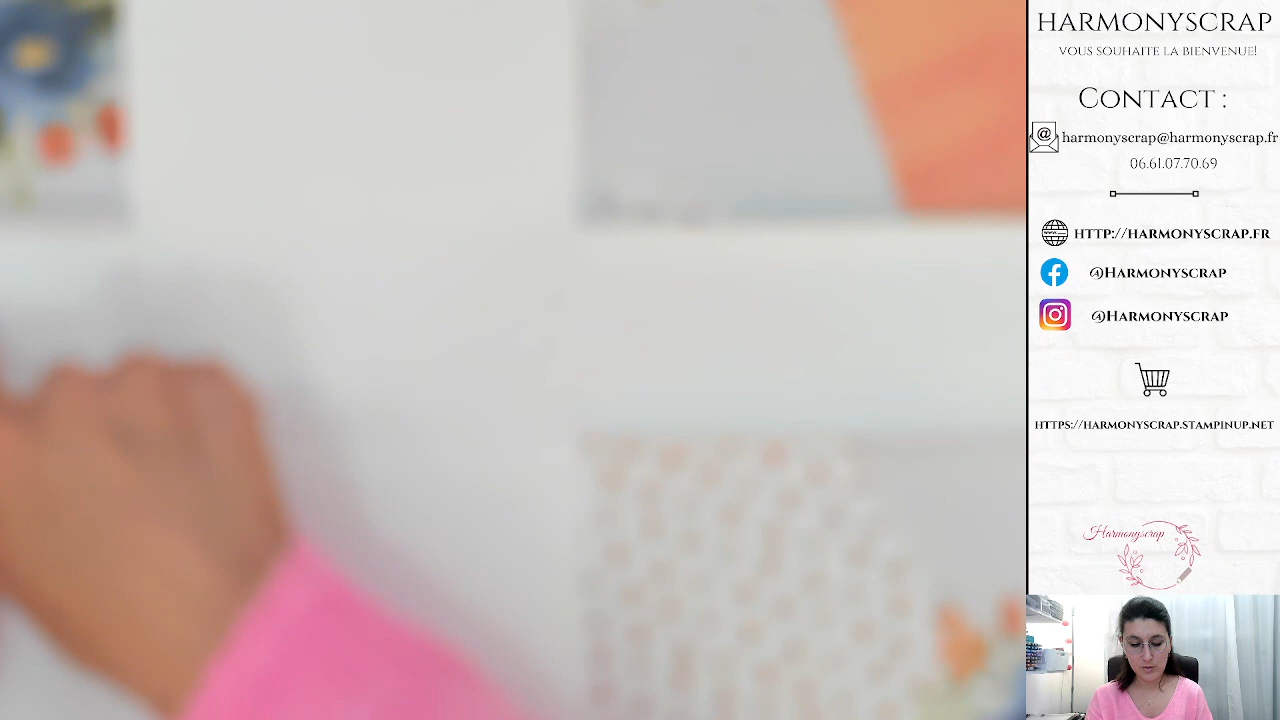 HARMONYSCRAP
VOUS SOUHAITE LA BIENVENUE!
CONTACT :
@ harmonyscrap@harmonyscrap.fr
06.61.07.70.69
HTTP://HARMONYSCRAP.FR
@HARMONYSCRAP
@HARMONYSCRAP
HTTPS://HARMONYSCRAP.STAMPINUP.NET
Harmonyscrap